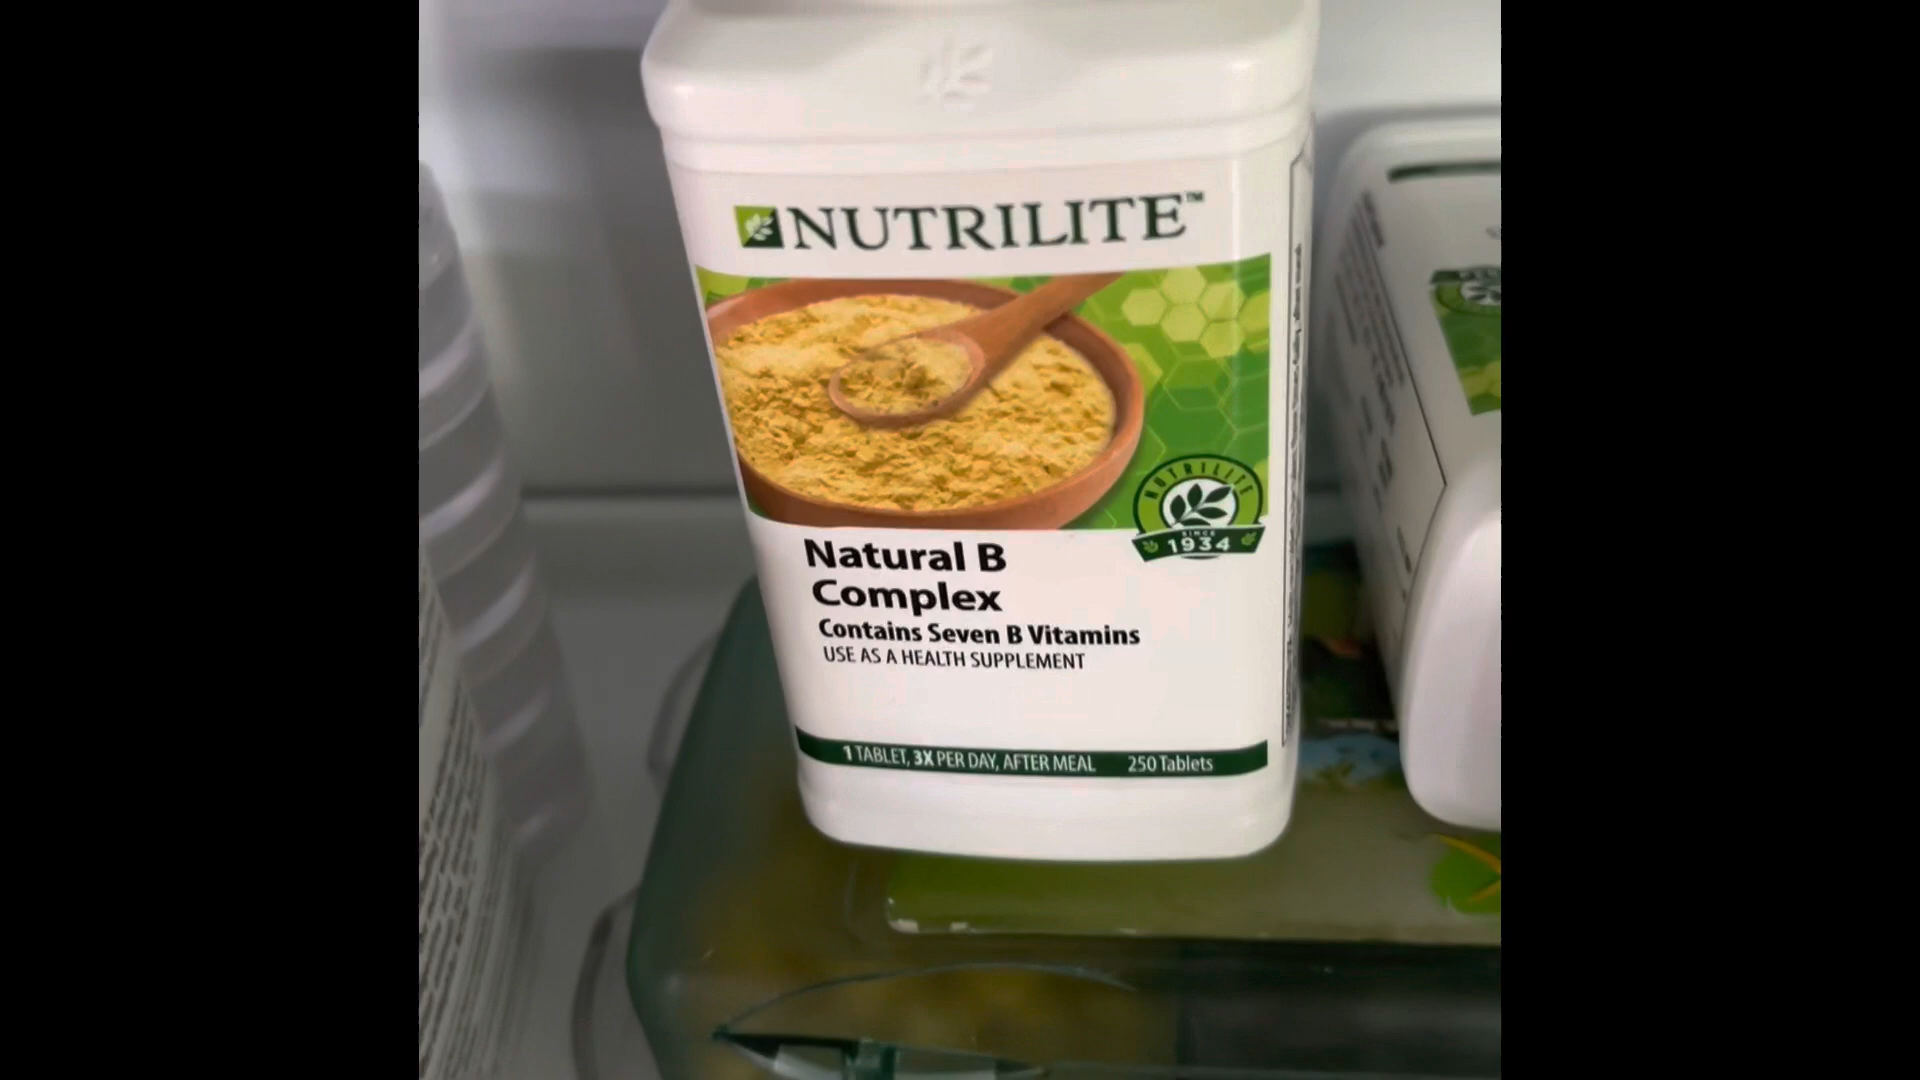 NUTRILITE™
NUTRILITE
SINCE
1934
Natural B
Complex
Contains Seven B Vitamins
USE AS A HEALTH SUPPLEMENT
1 TABLET, 3X PER DAY, AFTER MEAL 250 Tablets